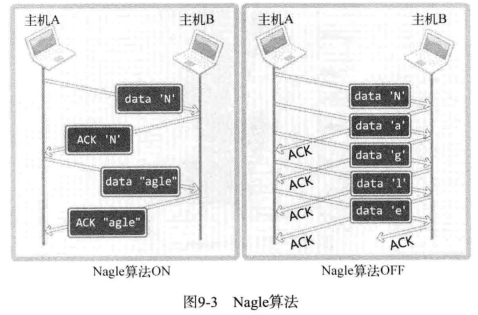 主机A
主机B
data 'N'
ACK 'N'
data "agle"
ACK "agle"
Nagle算法ON
主机A
主机B
data 'N'
data 'a'
ACK
data 'g'
ACK
data 'l'
ACK
data 'e'
ACK
ACK
Nagle算法OFF
图9-3 Nagle算法